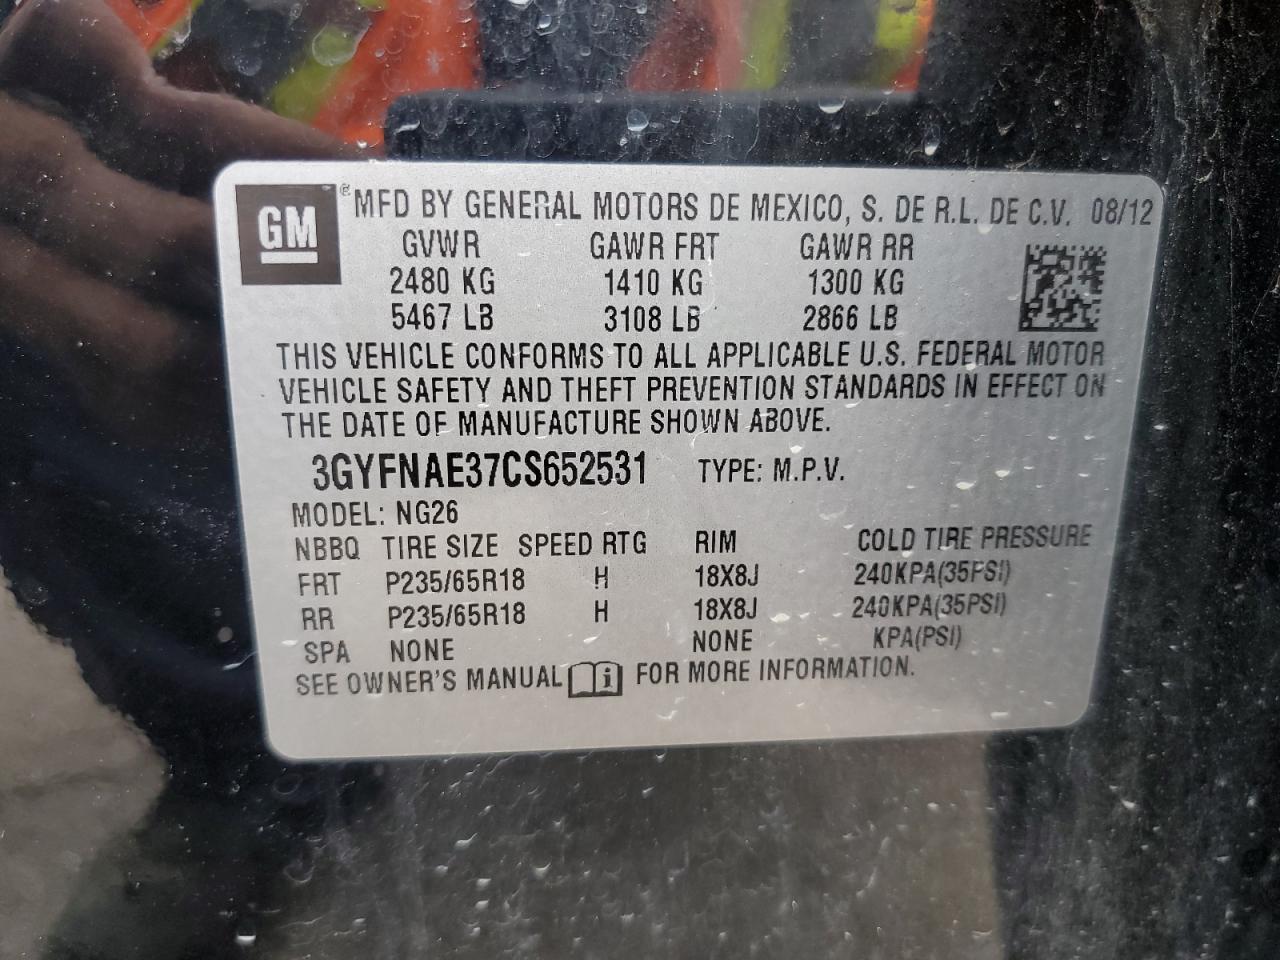 GM ® MFD BY GENERAL MOTORS DE MEXICO, S. DE R.L. DE C.V. 08/12
GVWR GAWR FRT GAWR RR
2480 KG 1410 KG 1300 KG
5467 LB 3108 LB 2866 LB
THIS VEHICLE CONFORMS TO ALL APPLICABLE U.S. FEDERAL MOTOR
VEHICLE SAFETY AND THEFT PREVENTION STANDARDS IN EFFECT ON
THE DATE OF MANUFACTURE SHOWN ABOVE.
3GYFNAE37CS652531 TYPE: M.P.V.
MODEL: NG26
NBBQ TIRE SIZE SPEED RTG RIM COLD TIRE PRESSURE
FRT P235/65R18 H 18X8J 240KPA(35PSI)
RR P235/65R18 H 18X8J 240KPA(35PSI)
SPA NONE NONE KPA(PSI)
SEE OWNER'S MANUAL i FOR MORE INFORMATION.